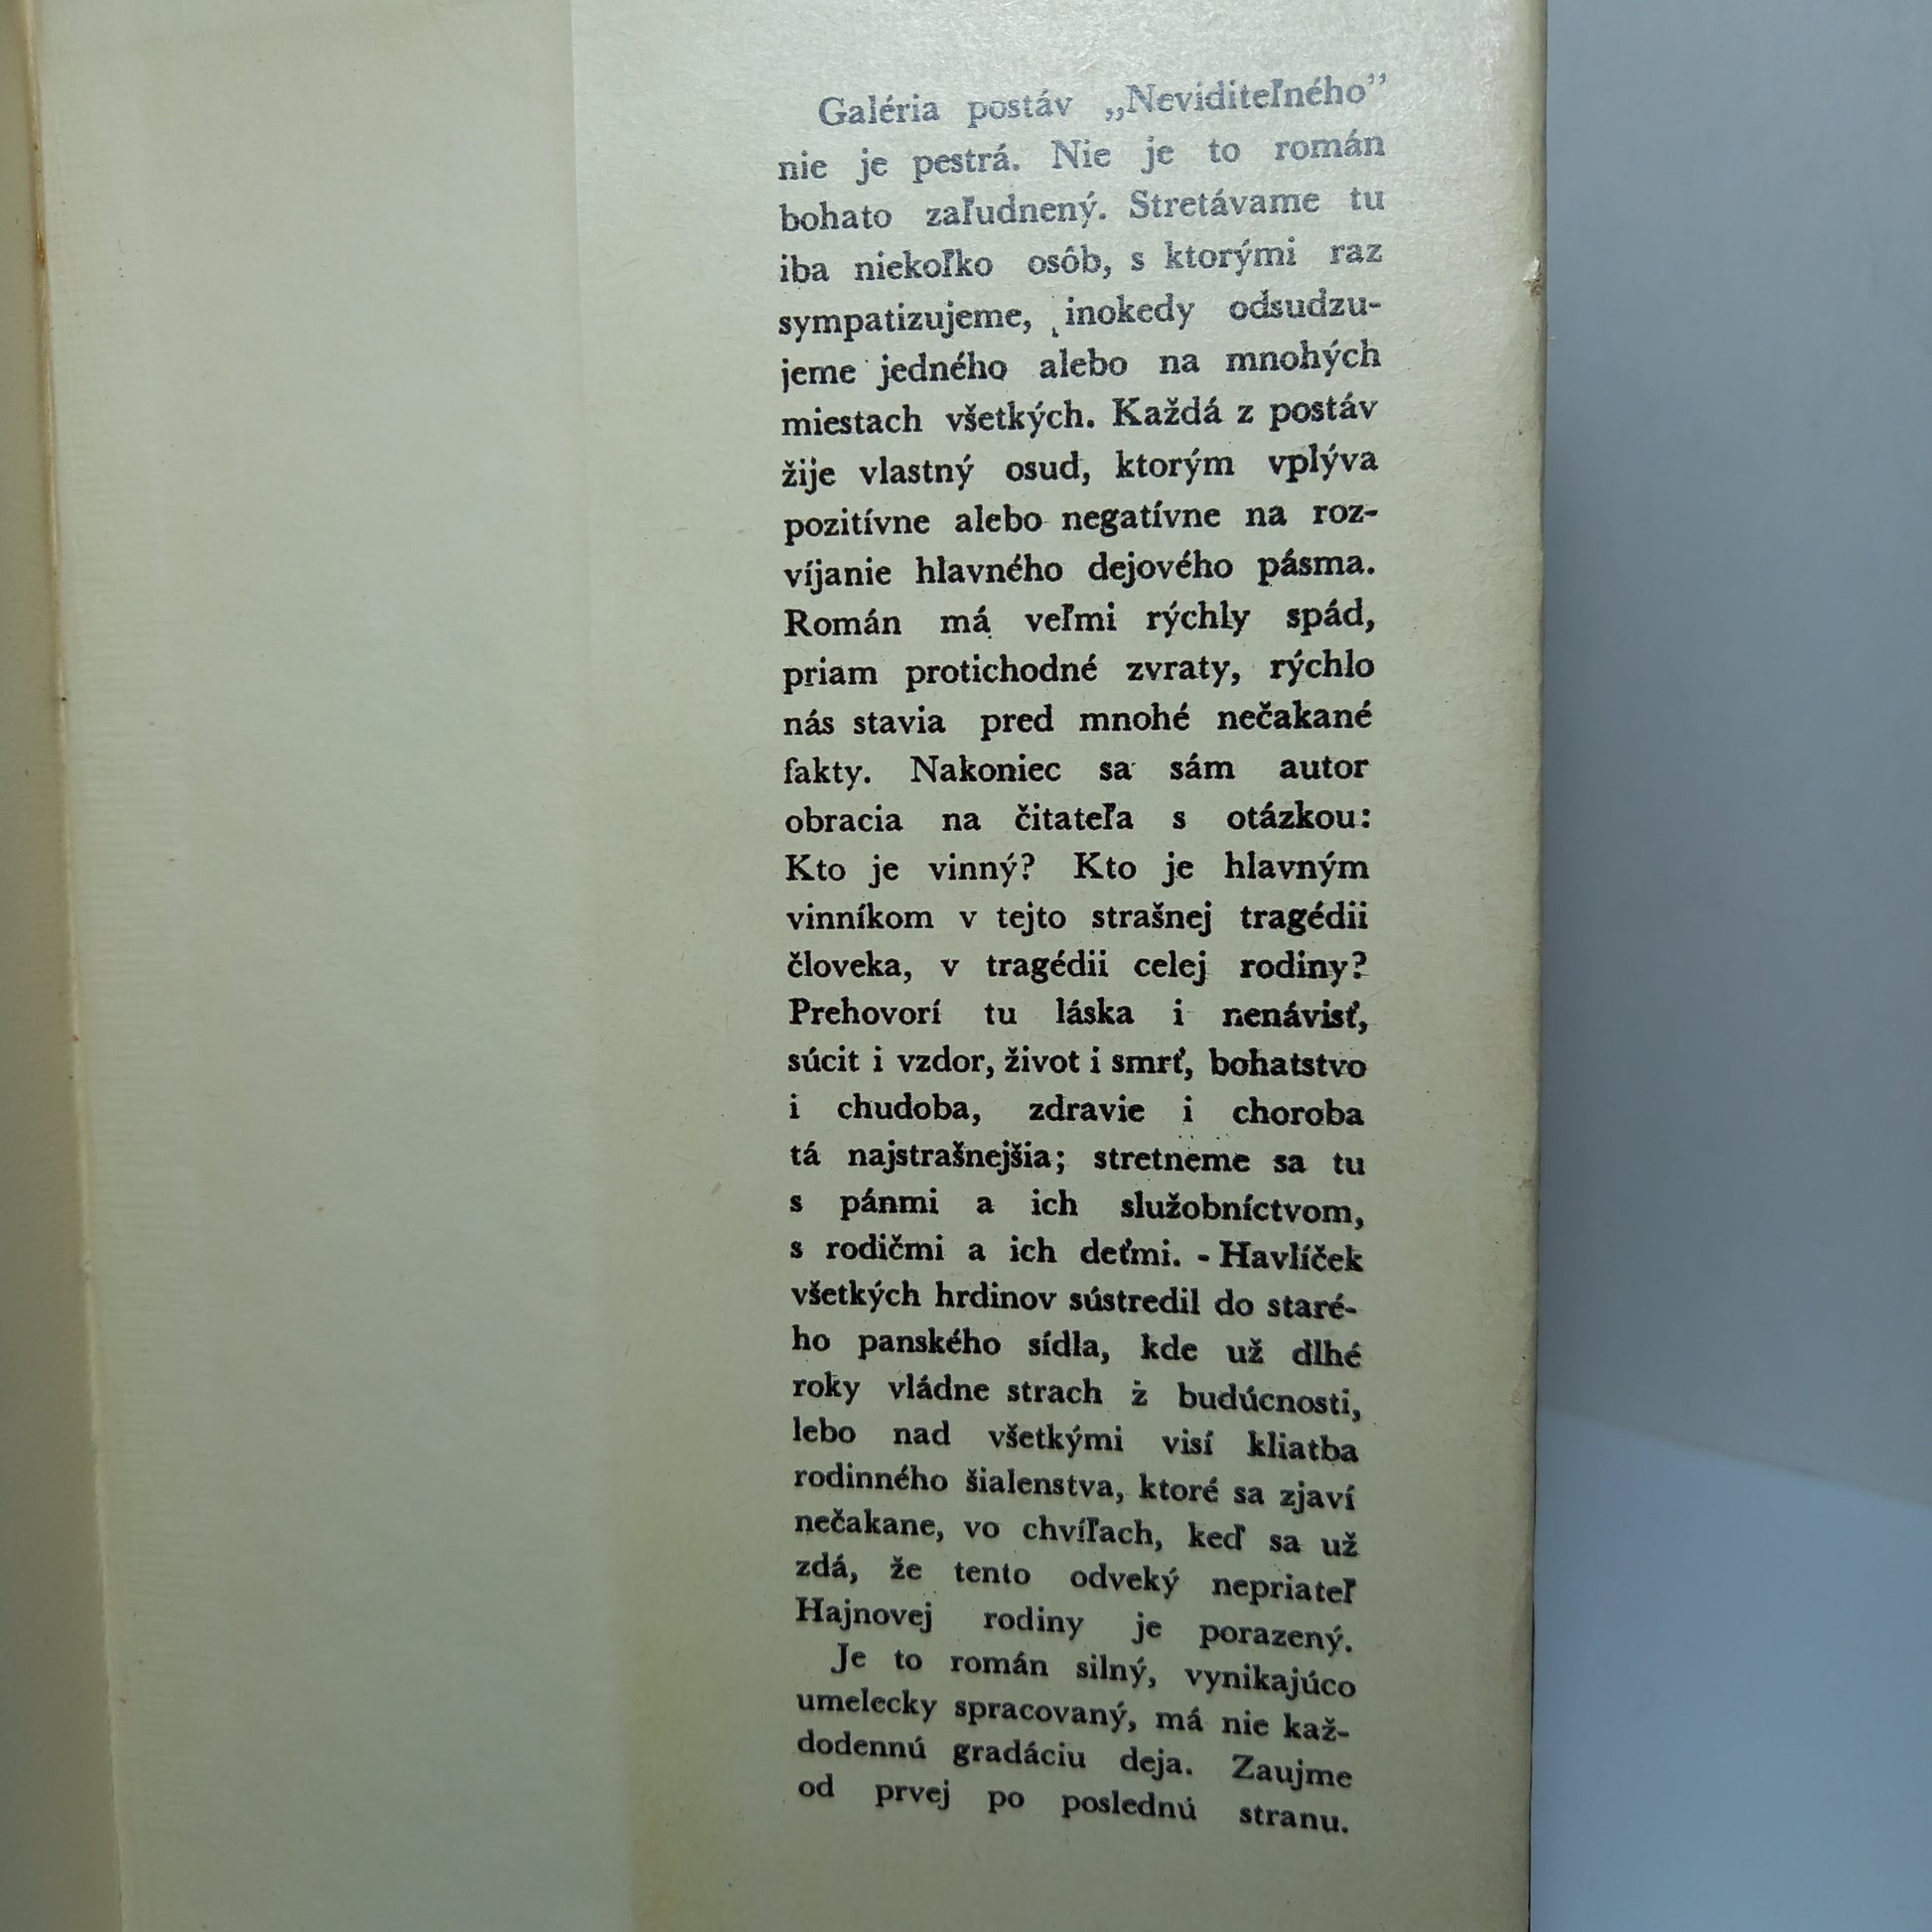 Galéria postáv „Neviditeľného”
nie je pestrá. Nie je to román
bohato zaľudnený. Stretávame tu
iba niekoľko osôb, s ktorými raz
sympatizujeme, inokedy odsudzu-
jeme jedného alebo na mnohých
miestach všetkých. Každá z postáv
žije vlastný osud, ktorým vplýva
pozitívne alebo negatívne na roz-
víjanie hlavného dejového pásma.
Román má veľmi rýchly spád,
priam protichodné zvraty, rýchlo
nás stavia pred mnohé nečakané
fakty. Nakoniec sa sám autor
obracia na čitateľa s otázkou:
Kto je vinný? Kto je hlavným
vinníkom v tejto strašnej tragédii
človeka, v tragédii celej rodiny?
Prehovorí tu láska i nenávisť,
súcit i vzdor, život i smrť, bohatstvo
i chudoba, zdravie i choroba
tá najstrašnejšia; stretneme sa tu
s pánmi a ich služobníctvom,
s rodičmi a ich deťmi. - Havlíček
všetkých hrdinov sústredil do staré-
ho panského sídla, kde už dlhé
roky vládne strach z budúcnosti,
lebo nad všetkými visí kliatba
rodinného šialenstva, ktoré sa zjaví
nečakane, vo chvíľach, keď sa už
zdá, že tento odveký nepriateľ
Hajnovej rodiny je porazený.
Je to román silný, vynikajúco
umelecky spracovaný, má nie kaž-
dodennú gradáciu deja. Zaujme
od prvej po poslednú stranu.